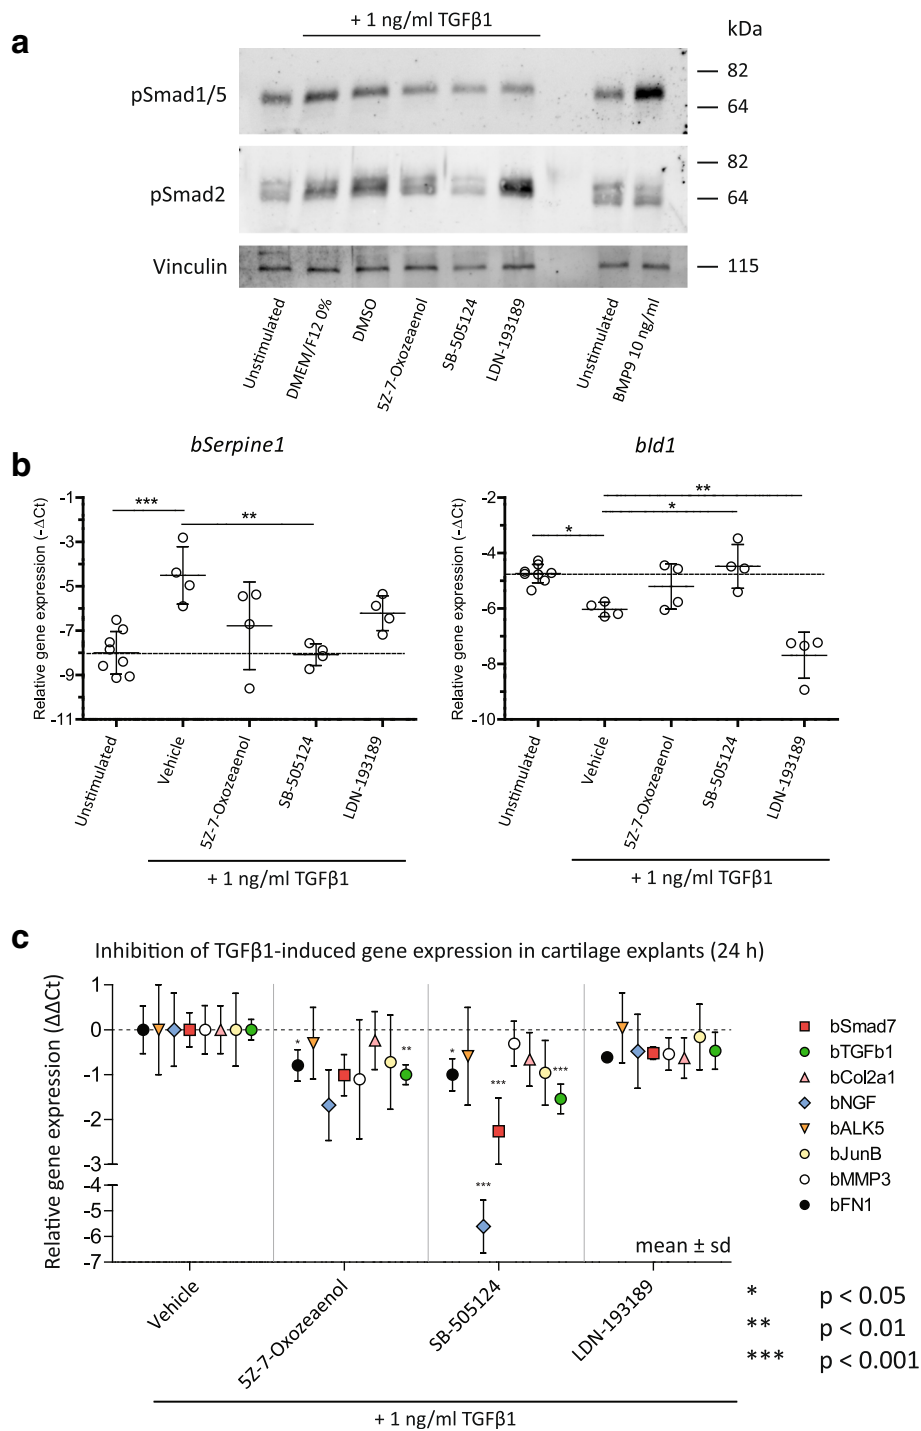 a
+ 1 ng/ml TGFβ1
kDa
pSmad1/5
82
64
pSmad2
82
64
Vinculin
115
Unstimulated
DMEM/F12 0%
DMSO
5Z-7-Oxozeaenol
SB-505124
LDN-193189
Unstimulated
BMP9 10 ng/ml
b
bSerpine1
Relative gene expression (-ΔCt)
-1
-3
-5
-7
-9
-11
***
**
Unstimulated
Vehicle
5Z-7-Oxozeaenol
SB-505124
LDN-193189
+ 1 ng/ml TGFβ1
bId1
Relative gene expression (-ΔCt)
-2
-4
-6
-8
-10
**
*
*
Unstimulated
Vehicle
5Z-7-Oxozeaenol
SB-505124
LDN-193189
+ 1 ng/ml TGFβ1
c
Inhibition of TGFβ1-induced gene expression in cartilage explants (24 h)
Relative gene expression (ΔΔCt)
1
0
-1
-2
-3
-4
-5
-6
-7
*
**
*
***
***
***
mean ± sd
Vehicle
5Z-7-Oxozeaenol
SB-505124
LDN-193189
+ 1 ng/ml TGFβ1
bSmad7
bTGFb1
bCol2a1
bNGF
bALK5
bJunB
bMMP3
bFN1
* p < 0.05
** p < 0.01
*** p < 0.001